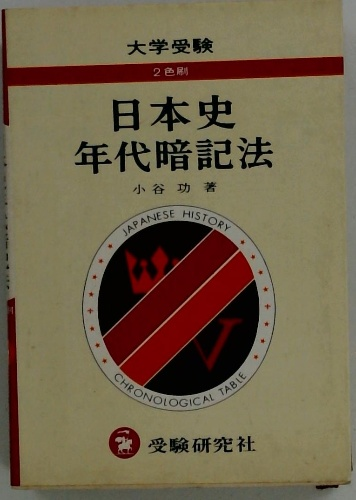 大学受験
2色刷
日本史
年代暗記法
小谷 功 著
JAPANESE HISTORY
V
CHRONOLOGICAL TABLE
受験研究社